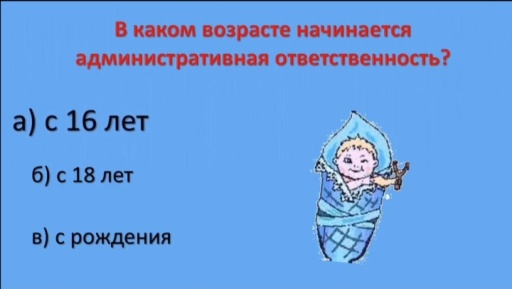 В каком возрасте начинается
административная ответственность?
а) с 16 лет
б) с 18 лет
в) с рождения